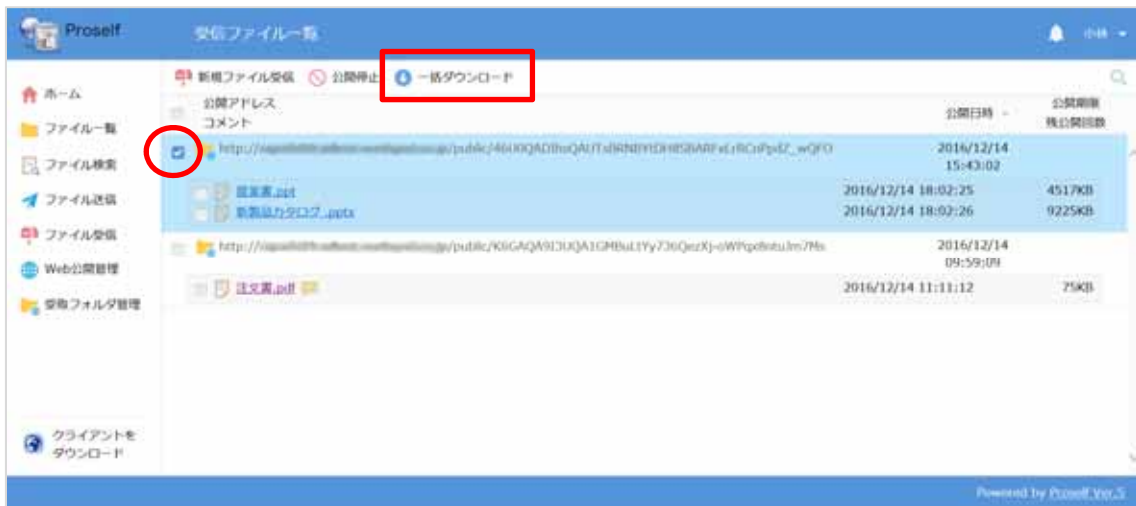 Proself
受信ファイル一覧
小林
新規ファイル受信
公開停止
一括ダウンロード
公開アドレス
コメント
公開日時
公開期限
残公開回数
ホーム
ファイル一覧
ファイル検索
ファイル送信
ファイル受信
Web公開管理
受取フォルダ管理
http://
2016/12/14
15:43:02
提案書.ppt
2016/12/14 18:02:25
4517KB
新製品カタログ.pptx
2016/12/14 18:02:26
9225KB
http://
2016/12/14
09:59:09
注文書.pdf
2016/12/14 11:11:12
75KB
クライアントを
ダウンロード
Powered by Proself Ver.5